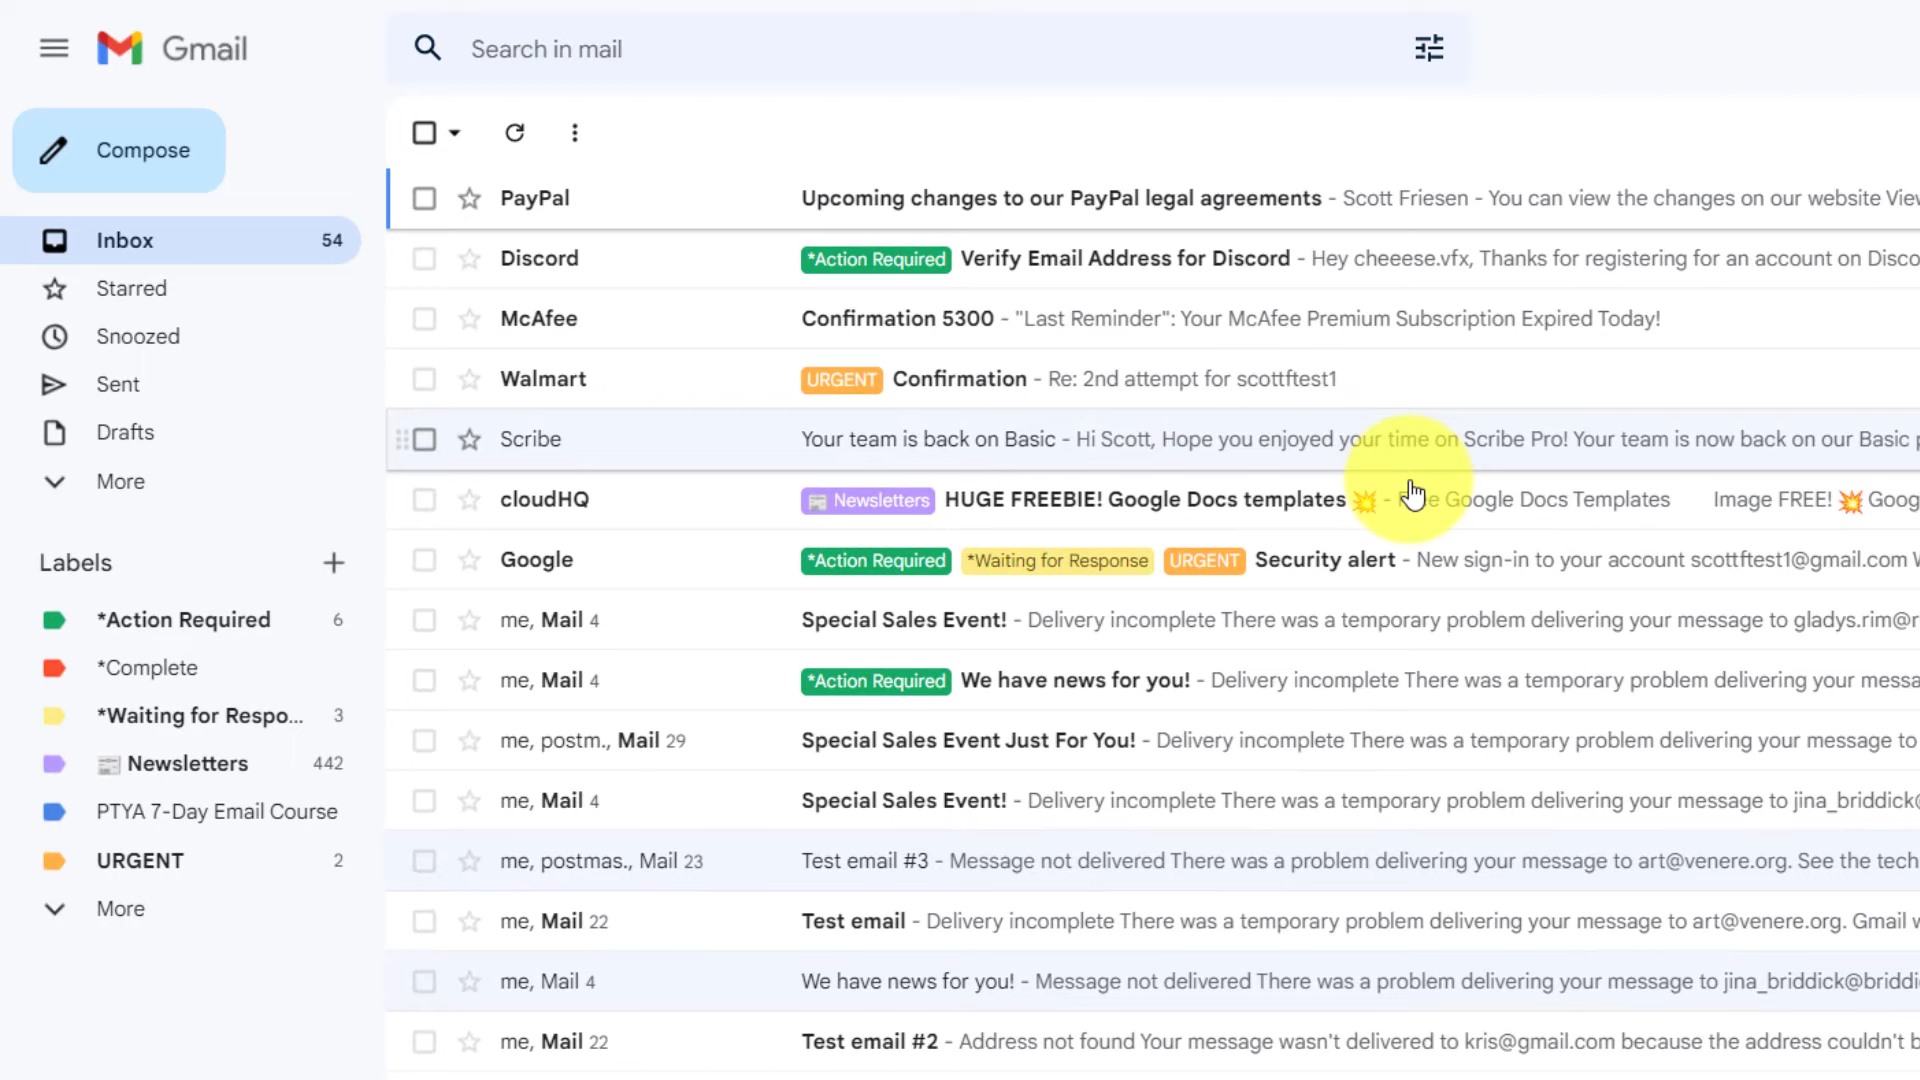 Gmail
Search in mail
Compose
Inbox 54
Starred
Snoozed
Sent
Drafts
More
Labels
*Action Required 6
*Complete
*Waiting for Respo... 3
📰 Newsletters 442
PTYA 7-Day Email Course
URGENT 2
More
PayPal Upcoming changes to our PayPal legal agreements - Scott Friesen - You can view the changes on our website View
Discord *Action Required Verify Email Address for Discord - Hey cheeese.vfx, Thanks for registering for an account on Disco
McAfee Confirmation 5300 - "Last Reminder": Your McAfee Premium Subscription Expired Today!
Walmart URGENT Confirmation - Re: 2nd attempt for scottftest1
Scribe Your team is back on Basic - Hi Scott, Hope you enjoyed your time on Scribe Pro! Your team is now back on our Basic p
cloudHQ 📰 Newsletters HUGE FREEBIE! Google Docs templates 💥 - Google Docs Templates Image FREE! 💥 Goog
Google *Action Required *Waiting for Response URGENT Security alert - New sign-in to your account scottftest1@gmail.com W
me, Mail 4 Special Sales Event! - Delivery incomplete There was a temporary problem delivering your message to gladys.rim@r
me, Mail 4 *Action Required We have news for you! - Delivery incomplete There was a temporary problem delivering your messa
me, postm., Mail 29 Special Sales Event Just For You! - Delivery incomplete There was a temporary problem delivering your message to
me, Mail 4 Special Sales Event! - Delivery incomplete There was a temporary problem delivering your message to jina_briddick@
me, postmas., Mail 23 Test email #3 - Message not delivered There was a problem delivering your message to art@venere.org. See the tech
me, Mail 22 Test email - Delivery incomplete There was a temporary problem delivering your message to art@venere.org. Gmail w
me, Mail 4 We have news for you! - Message not delivered There was a problem delivering your message to jina_briddick@briddi
me, Mail 22 Test email #2 - Address not found Your message wasn't delivered to kris@gmail.com because the address couldn't b